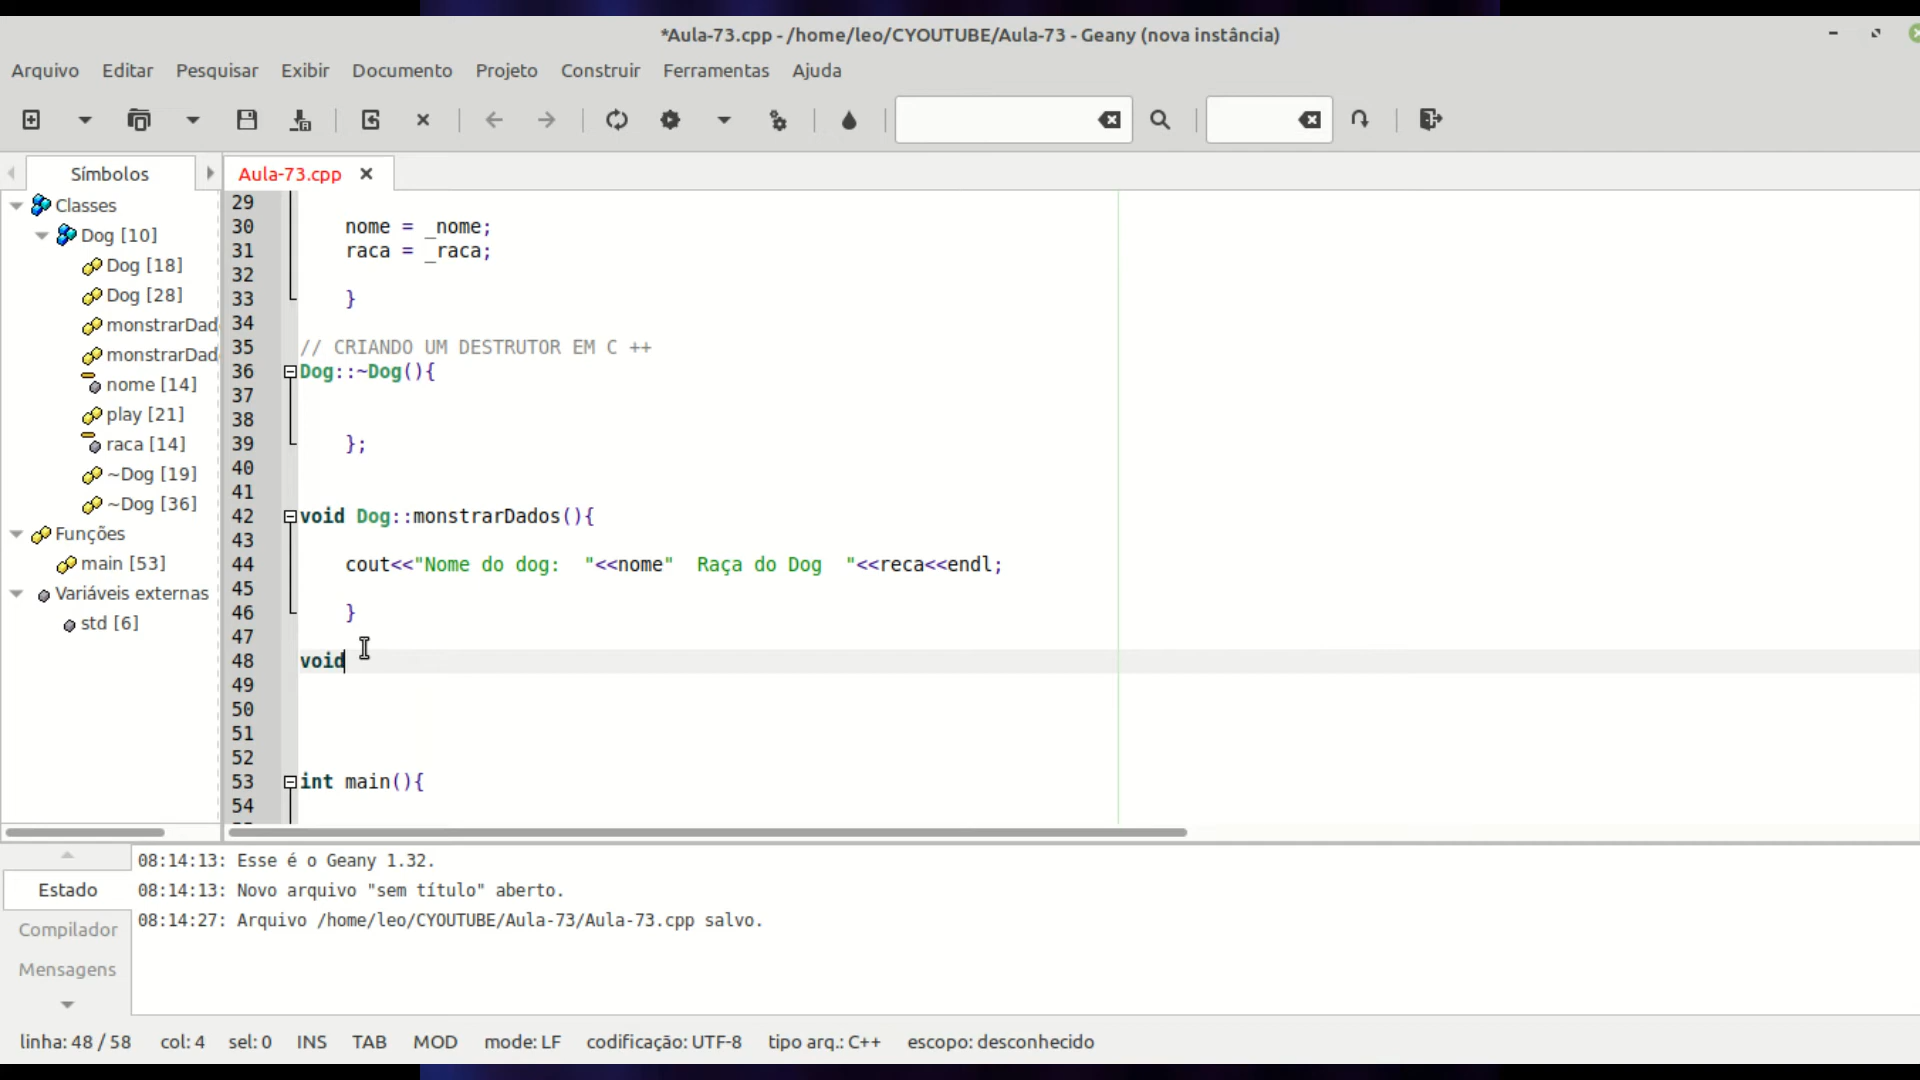 *Aula-73.cpp - /home/leo/CYOUTUBE/Aula-73 - Geany (nova instância)
Arquivo Editar Pesquisar Exibir Documento Projeto Construir Ferramentas Ajuda
Símbolos
Aula-73.cpp
Classes
Dog [10]
Dog [18]
Dog [28]
monstrarDad
monstrarDad
nome [14]
play [21]
raca [14]
~Dog [19]
~Dog [36]
Funções
main [53]
Variáveis externas
std [6]
29
30 nome = _nome;
31 raca = _raca;
32
33 }
34
35 // CRIANDO UM DESTRUTOR EM C ++
36 Dog::~Dog(){
37
38
39 };
40
41
42 void Dog::monstrarDados(){
43
44 cout<<"Nome do dog:  "<<nome"  Raça do Dog  "<<reca<<endl;
45
46 }
47
48 void
49
50
51
52
53 int main(){
54
Estado
Compilador
Mensagens
08:14:13: Esse é o Geany 1.32.
08:14:13: Novo arquivo "sem título" aberto.
08:14:27: Arquivo /home/leo/CYOUTUBE/Aula-73/Aula-73.cpp salvo.
linha: 48 / 58 col: 4 sel: 0 INS TAB MOD mode: LF codificação: UTF-8 tipo arq.: C++ escopo: desconhecido